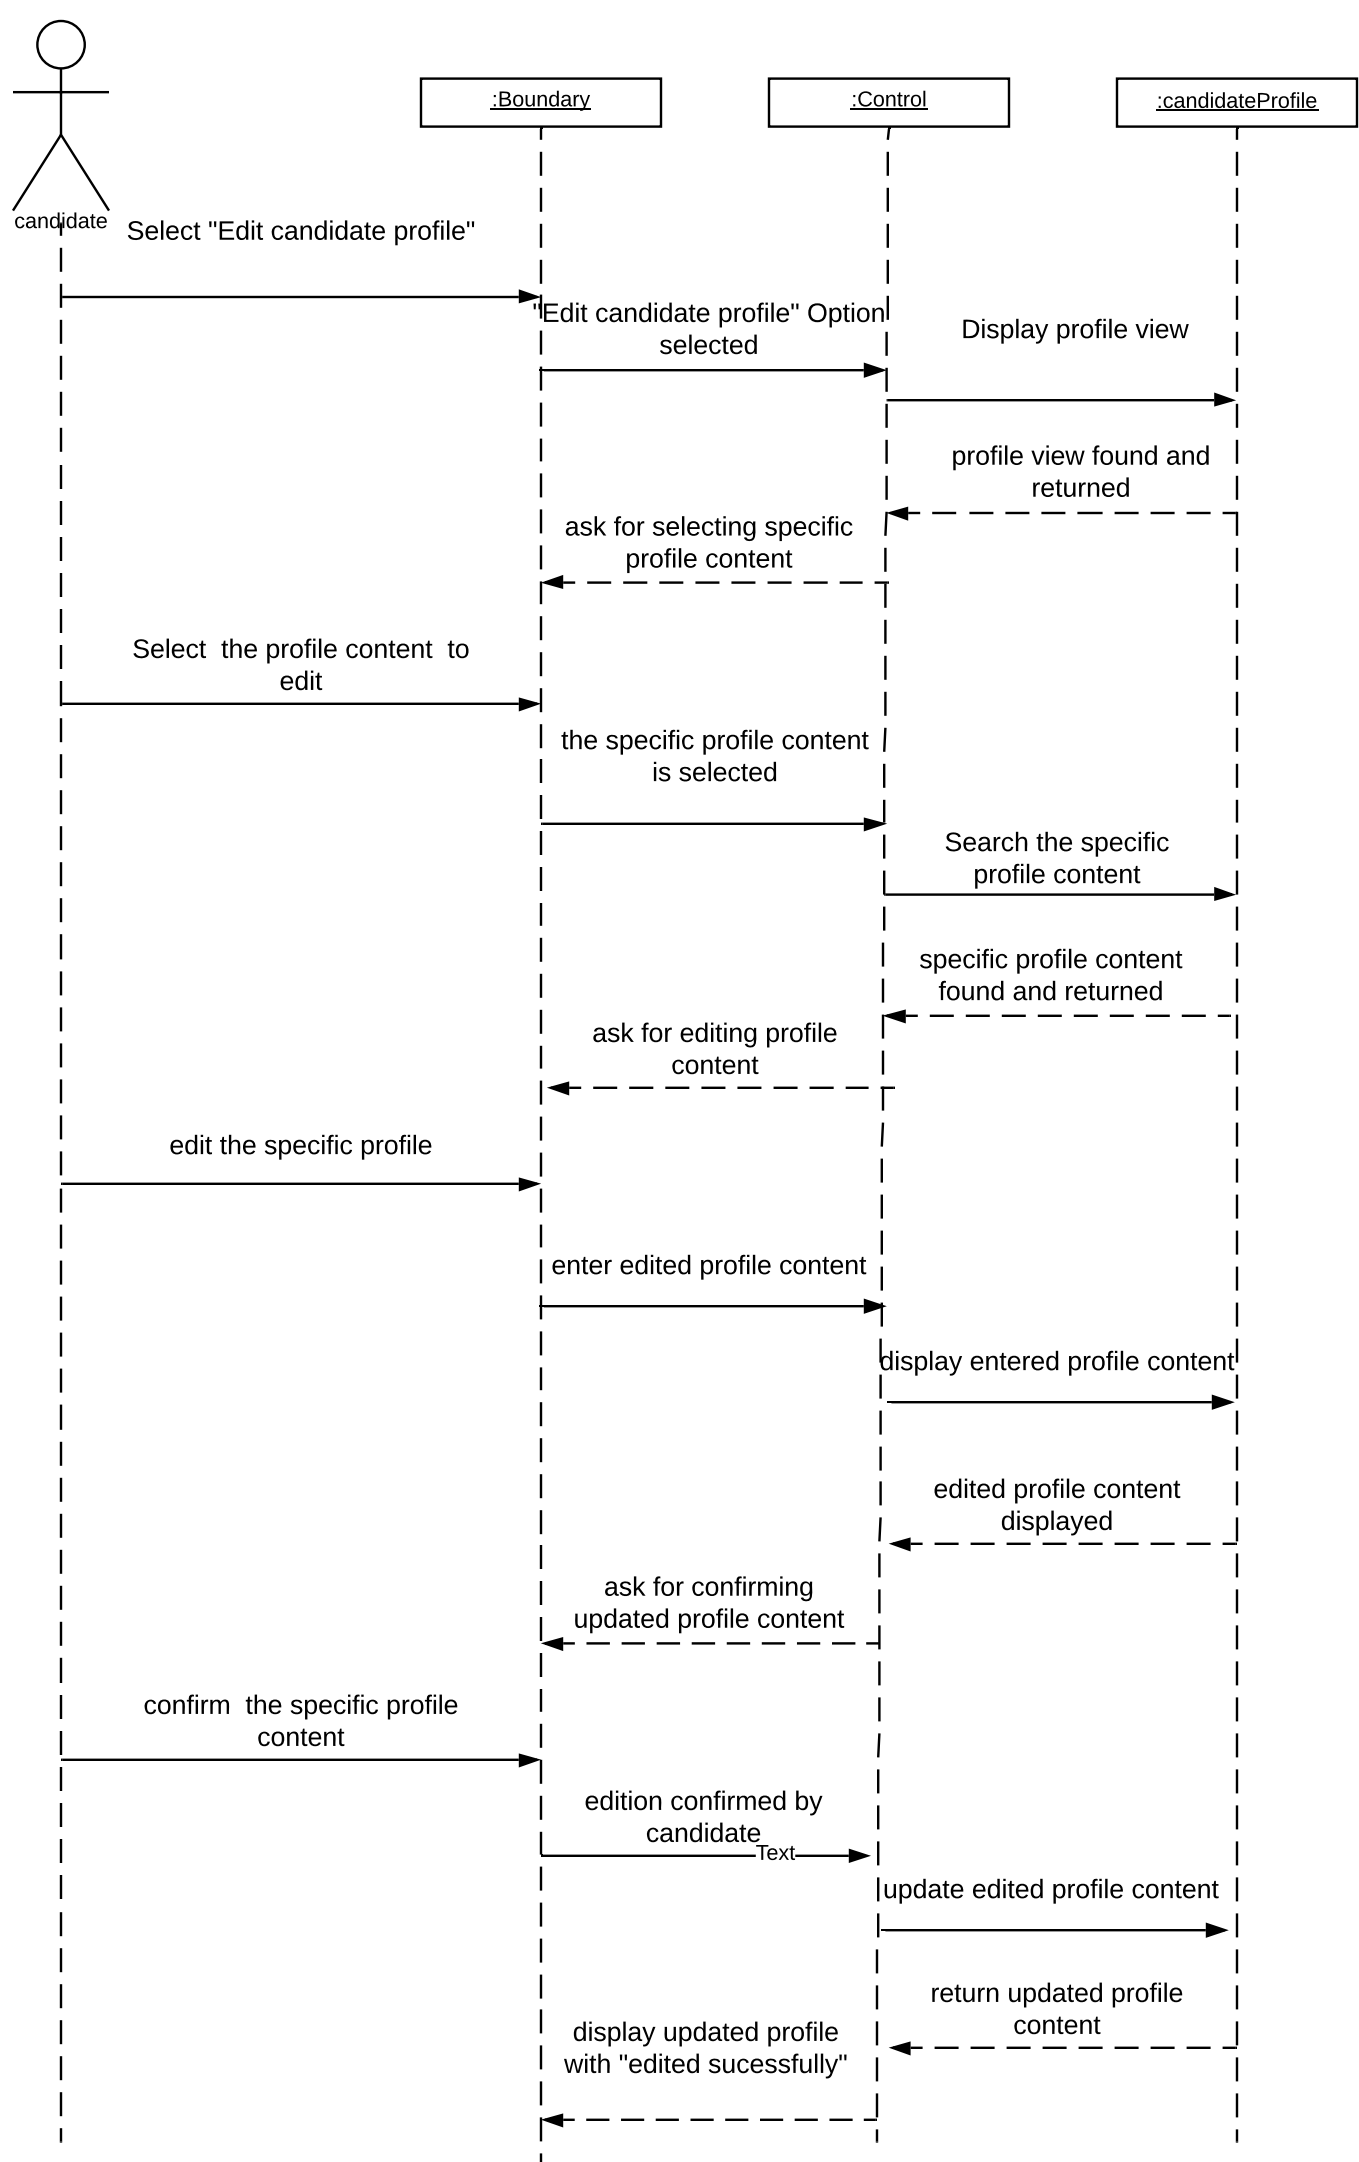 :Boundary
:Control
:candidateProfile
candidate
Select "Edit candidate profile"
"Edit candidate profile" Option
selected
Display profile view
profile view found and
returned
ask for selecting specific
profile content
Select  the profile content  to
edit
the specific profile content
is selected
Search the specific
profile content
specific profile content
found and returned
ask for editing profile
content
edit the specific profile
enter edited profile content
display entered profile content
edited profile content
displayed
ask for confirming
updated profile content
confirm  the specific profile
content
edition confirmed by
candidate
Text
update edited profile content
return updated profile
content
display updated profile
with "edited sucessfully"